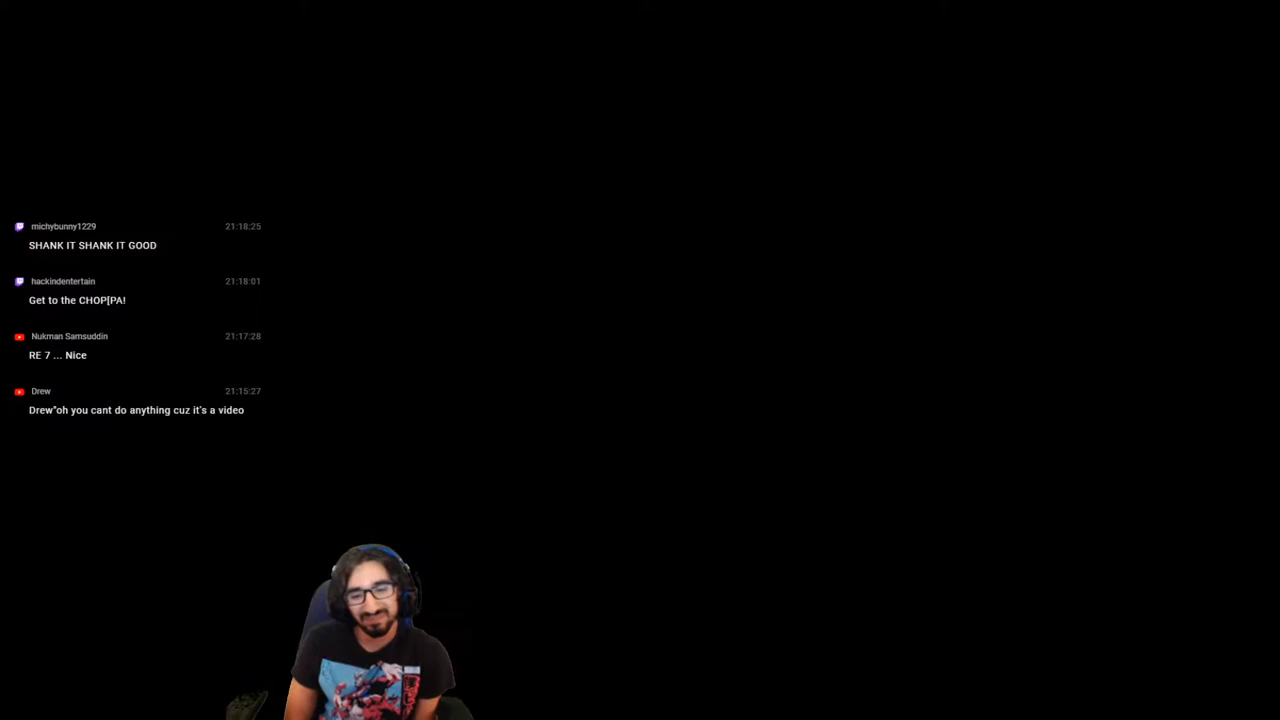 michybunny1229 21:18:25
SHANK IT SHANK IT GOOD
hackindentertain 21:18:01
Get to the CHOP[PA!
Nukman Samsuddin 21:17:28
RE 7 ... Nice
Drew 21:15:27
Drew"oh you cant do anything cuz it's a video